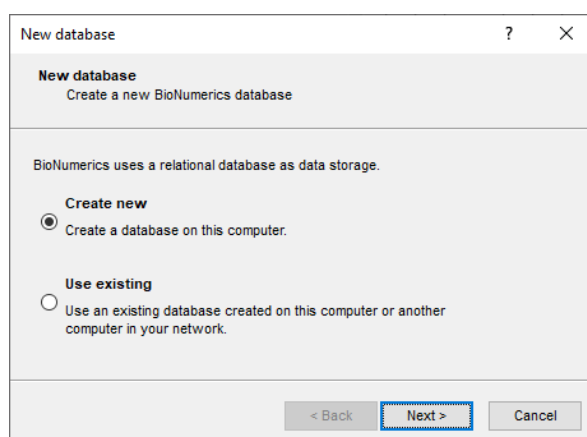 New database
?
New database
Create a new BioNumerics database
BioNumerics uses a relational database as data storage.
Create new
Create a database on this computer.
Use existing
Use an existing database created on this computer or another
computer in your network.
< Back
Next >
Cancel